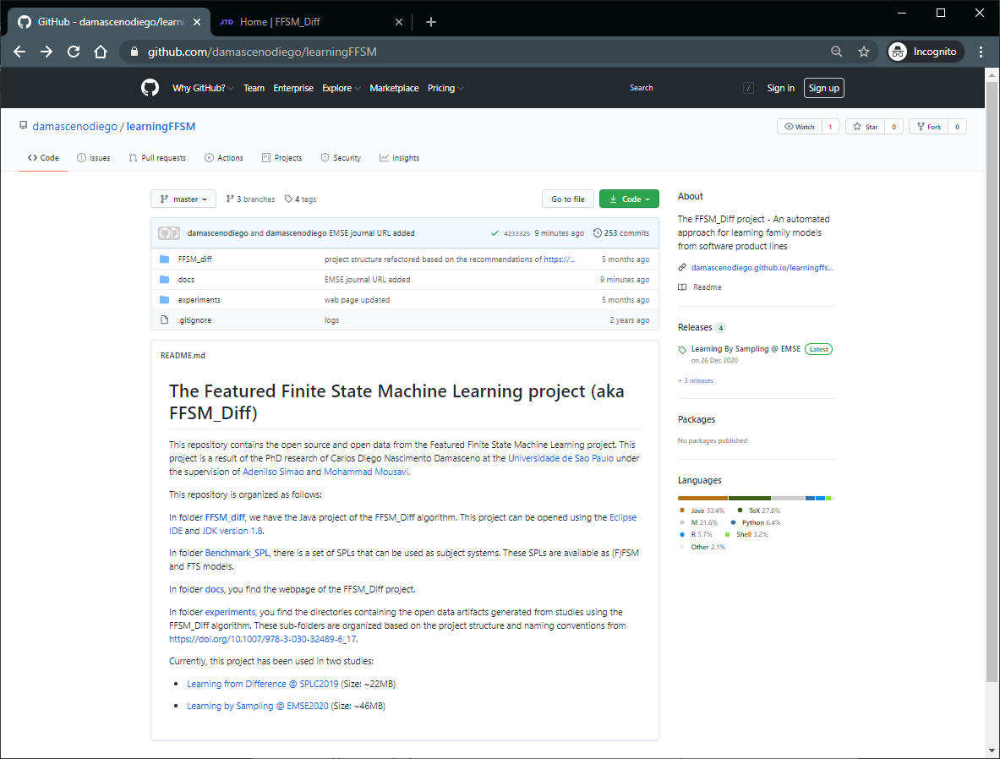 GitHub - damascenodiego/learni
JTD Home | FFSM_Diff
github.com/damascenodiego/learningFFSM
Incognito
Why GitHub? Team Enterprise Explore Marketplace Pricing Search / Sign in Sign up
damascenodiego / learningFFSM
Watch 1 Star 0 Fork 0
Code Issues Pull requests Actions Projects Security Insights
master 3 branches 4 tags Go to file Code
damascenodiego and damascenodiego EMSE journal URL added 4233325 9 minutes ago 253 commits
FFSM_diff project structure refactored based on the recommendations of https://... 5 months ago
docs EMSE journal URL added 9 minutes ago
experiments web page updated 5 months ago
.gitignore logs 2 years ago
README.md
The Featured Finite State Machine Learning project (aka
FFSM_Diff)
This repository contains the open source and open data from the Featured Finite State Machine Learning project. This
project is a result of the PhD research of Carlos Diego Nascimento Damasceno at the Universidade de Sao Paulo under
the supervision of Adenilso Simao and Mohammad Mousavi.
This repository is organized as follows:
In folder FFSM_diff, we have the Java project of the FFSM_Diff algorithm. This project can be opened using the Eclipse
IDE and JDK version 1.8.
In folder Benchmark_SPL, there is a set of SPLs that can be used as subject systems. These SPLs are available as (F)FSM
and FTS models.
In folder docs, you find the webpage of the FFSM_Diff project.
In folder experiments, you find the directories containing the open data artifacts generated from studies using the
FFSM_Diff algorithm. These sub-folders are organized based on the project structure and naming conventions from
https://doi.org/10.1007/978-3-030-32489-6_17.
Currently, this project has been used in two studies:
Learning from Difference @ SPLC2019 (Size: ~22MB)
Learning by Sampling @ EMSE2020 (Size: ~46MB)
About
The FFSM_Diff project - An automated
approach for learning family models
from software product lines
damascenodiego.github.io/learningffs...
Readme
Releases 4
Learning By Sampling @ EMSE Latest
on 26 Dec 2020
+ 3 releases
Packages
No packages published
Languages
Java 33.4% TeX 27.6%
M 21.6% Python 6.4%
R 5.7% Shell 3.2%
Other 2.1%